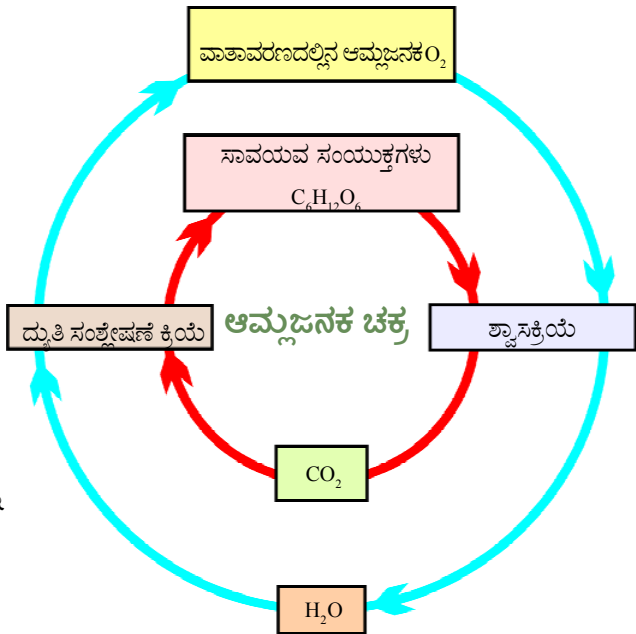 ವಾತಾವರಣದಲ್ಲಿನ ಆಮ್ಲಜನಕO₂
ಸಾವಯವ ಸಂಯುಕ್ತಗಳು
C₆H₁₂O₆
ದ್ಯುತಿ ಸಂಶ್ಲೇಷಣೆ ಕ್ರಿಯೆ
ಆಮ್ಲಜನಕ ಚಕ್ರ
ಶ್ವಾಸಕ್ರಿಯೆ
CO₂
H₂O